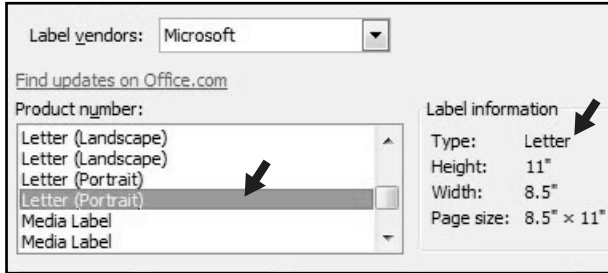 Label vendors: Microsoft
Find updates on Office.com
Product number:
Letter (Landscape)
Letter (Landscape)
Letter (Portrait)
Letter (Portrait)
Media Label
Media Label
Label information
Type: Letter
Height: 11"
Width: 8.5"
Page size: 8.5" × 11"